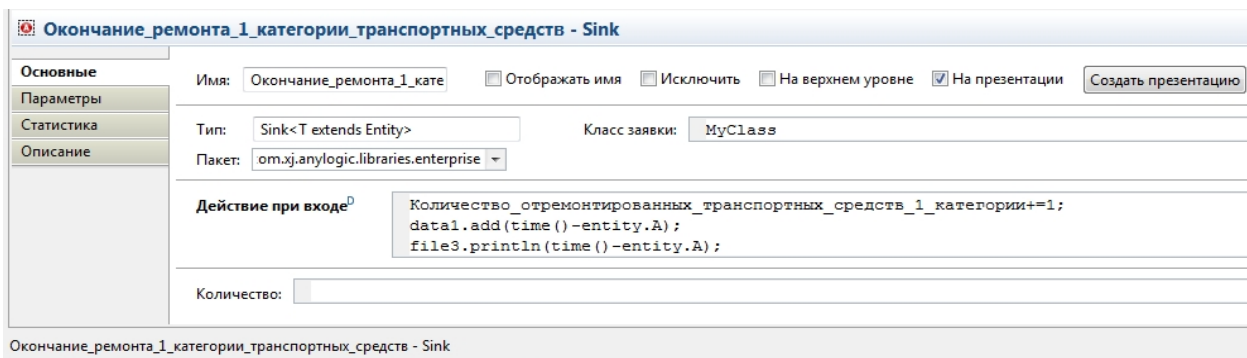 Окончание_ремонта_1_категории_транспортных_средств - Sink
Основные
Параметры
Статистика
Описание
Имя: Окончание_ремонта_1_кате Отображать имя Исключить На верхнем уровне На презентации Создать презентацию
Тип: Sink<T extends Entity> Класс заявки: MyClass
Пакет: om.xj.anylogic.libraries.enterprise
Действие при входе D
Количество_отремонтированных_транспортных_средств_1_категории+=1;
data1.add(time()-entity.A);
file3.println(time()-entity.A);
Количество:
Окончание_ремонта_1_категории_транспортных_средств - Sink